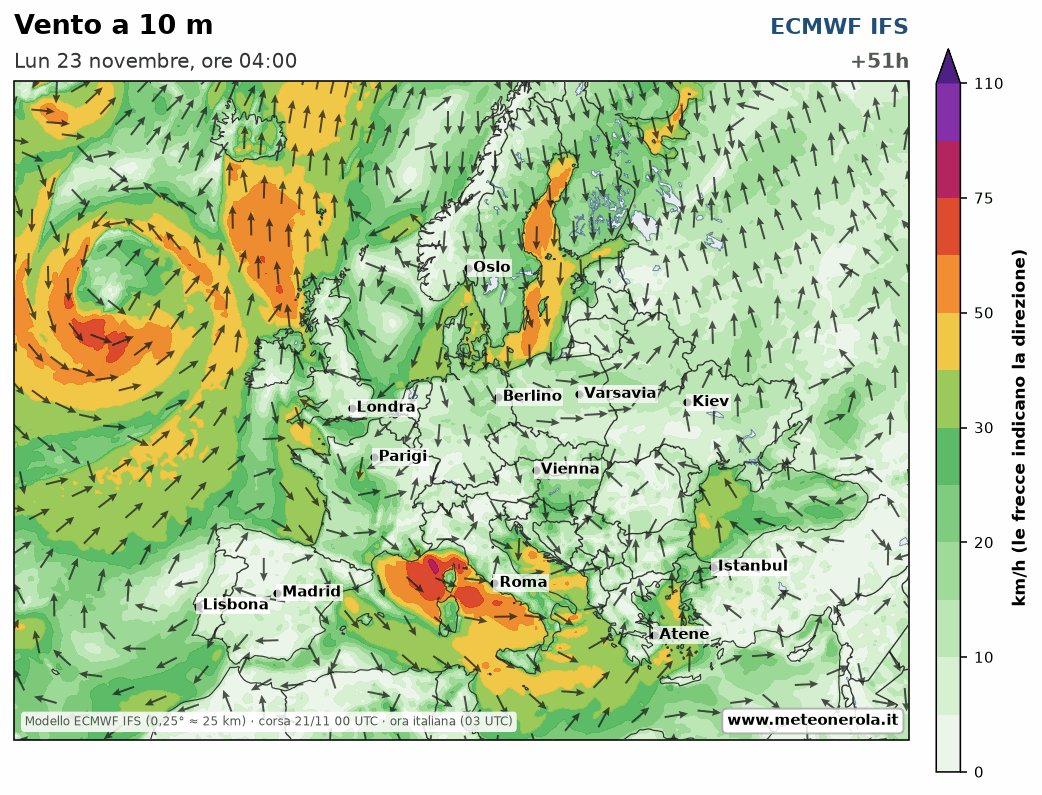 Vento a 10 m
ECMWF IFS
Lun 23 novembre, ore 04:00
+51h
110
75
50
30
20
10
0
km/h (le frecce indicano la direzione)
Oslo
Londra
Berlino
Varsavia
Kiev
Parigi
Vienna
Istanbul
Roma
Madrid
Lisbona
Atene
Modello ECMWF IFS (0,25° ≈ 25 km) · corsa 21/11 00 UTC · ora italiana (03 UTC)
www.meteonerola.it